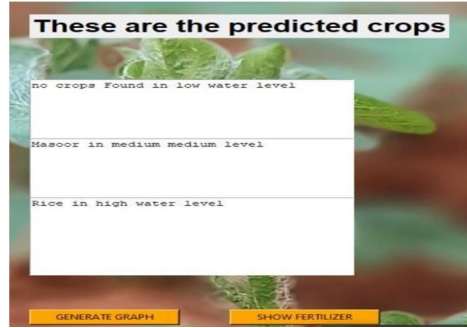 These are the predicted crops
no crops Found in low water level
Masoor in medium medium level
Rice in high water level
GENERATE GRAPH
SHOW FERTILIZER